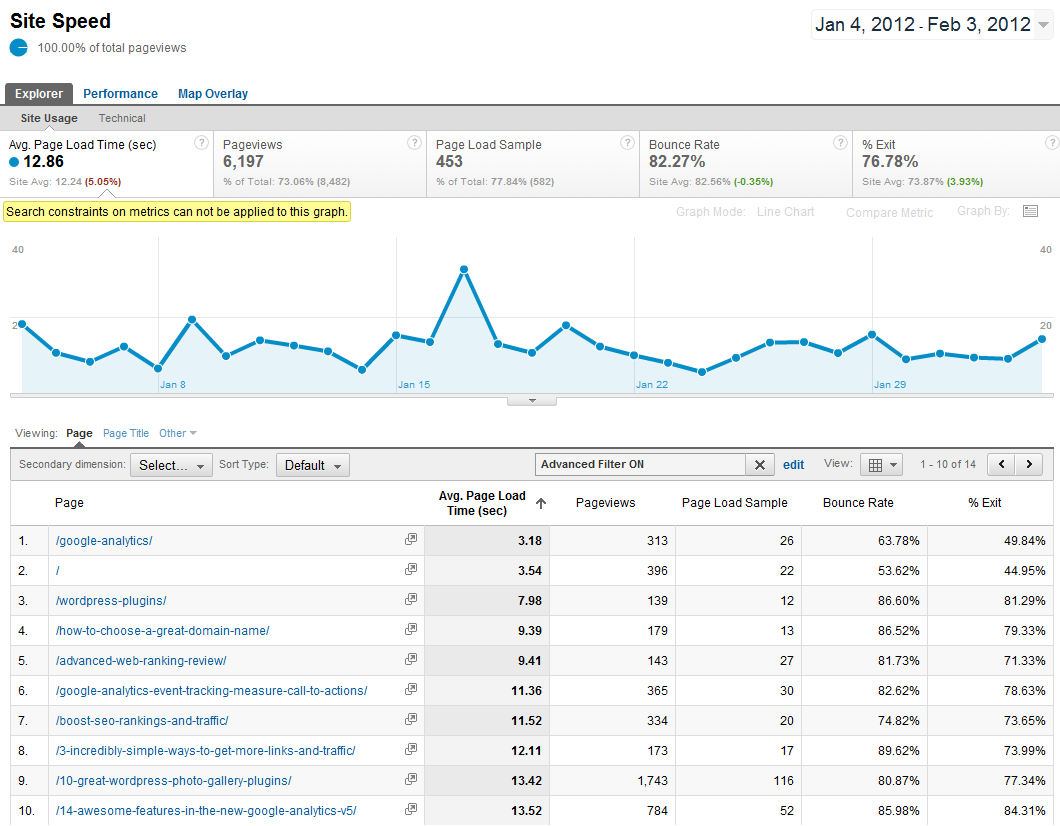 Site Speed
Jan 4, 2012 - Feb 3, 2012
100.00% of total pageviews
Explorer Performance Map Overlay
Site Usage Technical
Avg. Page Load Time (sec) ? Pageviews ? Page Load Sample ? Bounce Rate ? % Exit ?
12.86 6,197 453 82.27% 76.78%
Site Avg: 12.24 (5.05%) % of Total: 73.06% (8,482) % of Total: 77.84% (582) Site Avg: 82.56% (-0.35%) Site Avg: 73.87% (3.93%)
Search constraints on metrics can not be applied to this graph. Graph Mode: Line Chart Compare Metric Graph By:
40 40
20 20
Jan 8 Jan 15 Jan 22 Jan 29
Viewing: Page Page Title Other
Secondary dimension: Select... Sort Type: Default Advanced Filter ON edit View: 1 - 10 of 14
Page Avg. Page Load Time (sec) Pageviews Page Load Sample Bounce Rate % Exit
1. /google-analytics/ 3.18 313 26 63.78% 49.84%
2. / 3.54 396 22 53.62% 44.95%
3. /wordpress-plugins/ 7.98 139 12 86.60% 81.29%
4. /how-to-choose-a-great-domain-name/ 9.39 179 13 86.52% 79.33%
5. /advanced-web-ranking-review/ 9.41 143 27 81.73% 71.33%
6. /google-analytics-event-tracking-measure-call-to-actions/ 11.36 365 30 82.62% 78.63%
7. /boost-seo-rankings-and-traffic/ 11.52 334 20 74.82% 73.65%
8. /3-incredibly-simple-ways-to-get-more-links-and-traffic/ 12.11 173 17 89.62% 73.99%
9. /10-great-wordpress-photo-gallery-plugins/ 13.42 1,743 116 80.87% 77.34%
10. /14-awesome-features-in-the-new-google-analytics-v5/ 13.52 784 52 85.98% 84.31%